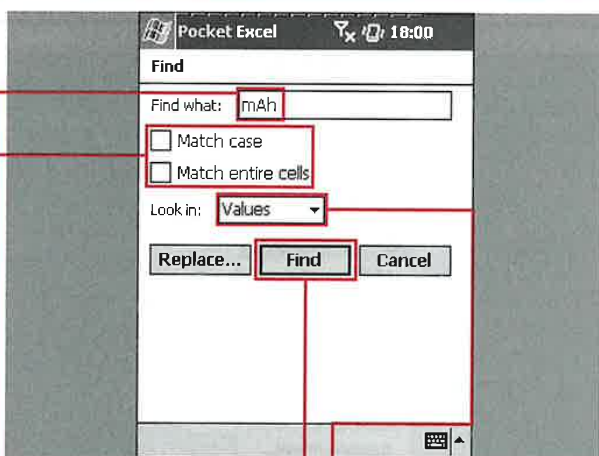 Pocket Excel 18:00
Find
Find what: mAh
Match case
Match entire cells
Look in: Values
Replace... Find Cancel